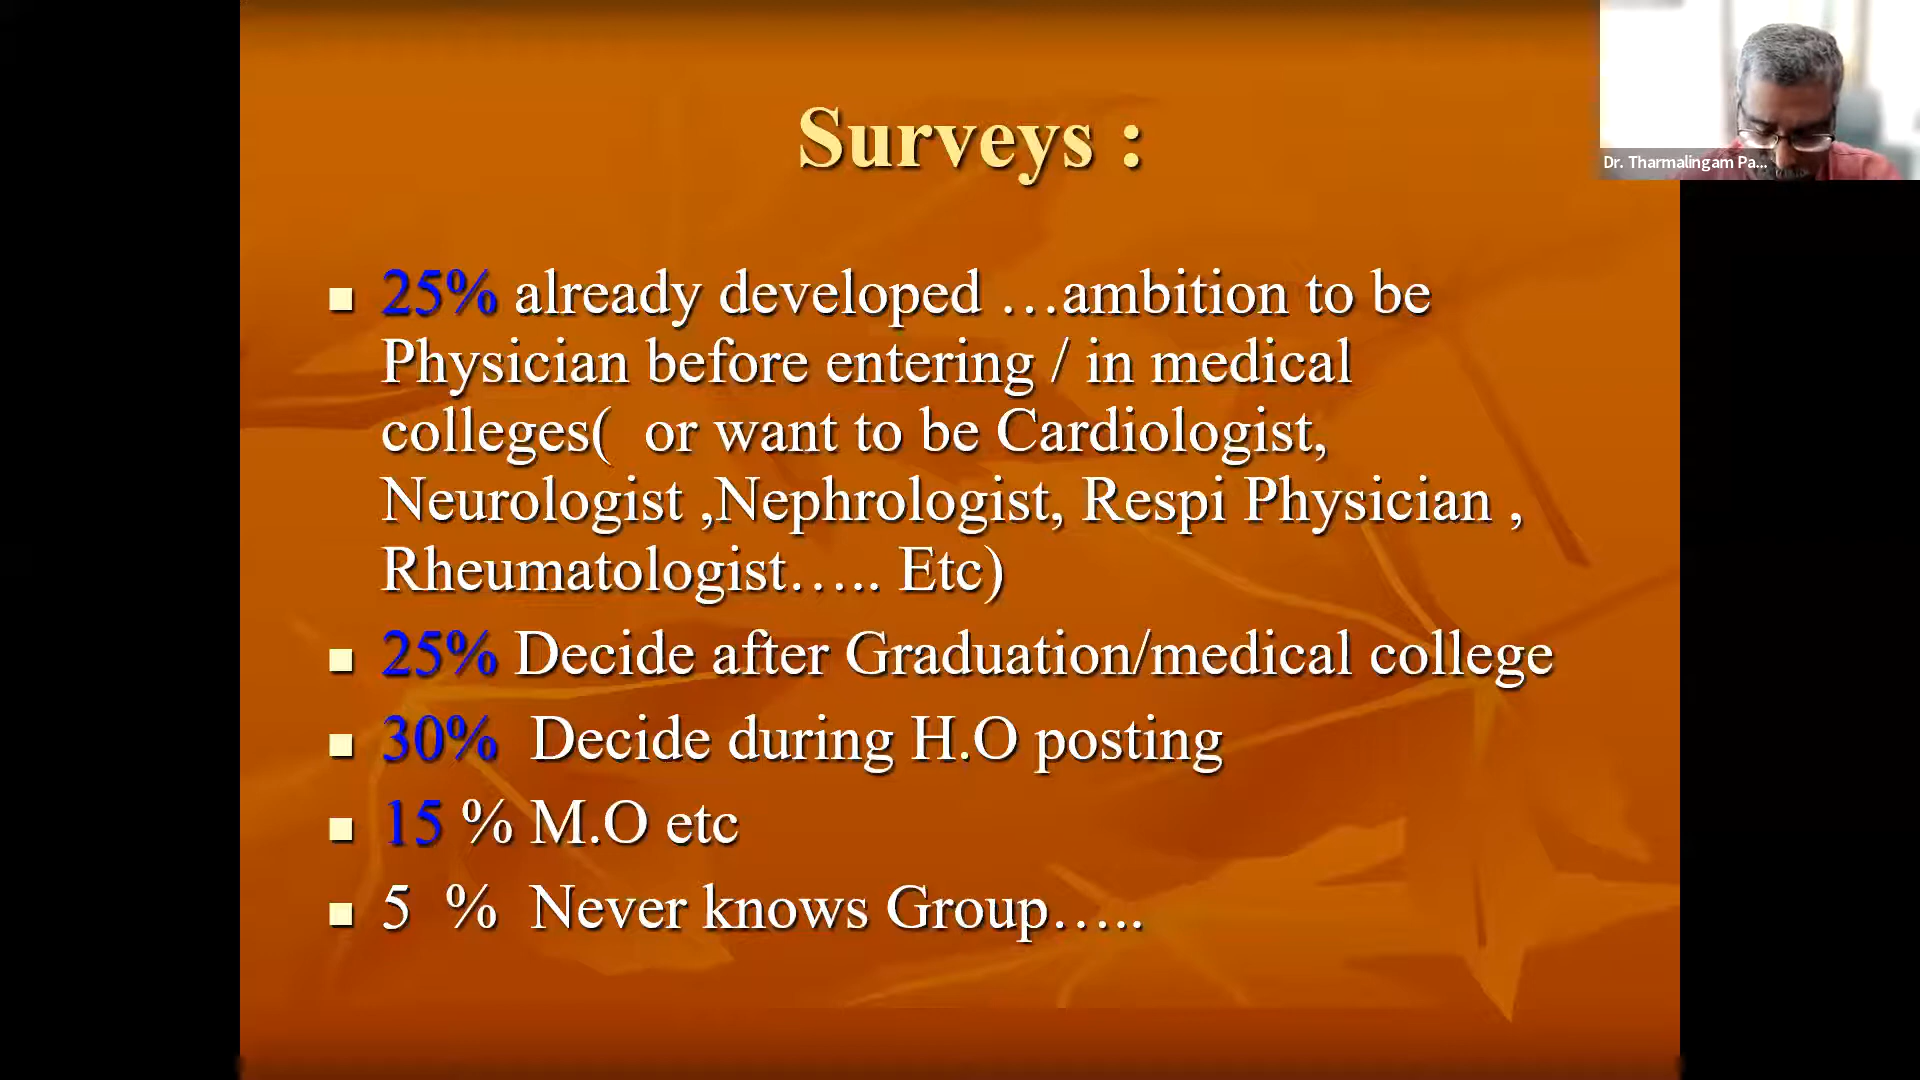 Surveys :
25% already developed …ambition to be
Physician before entering / in medical
colleges(  or want to be Cardiologist,
Neurologist ,Nephrologist, Respi Physician ,
Rheumatologist….. Etc)
25% Decide after Graduation/medical college
30%  Decide during H.O posting
15 % M.O etc
5  %  Never knows Group…..
Dr. Tharmalingam Pa...